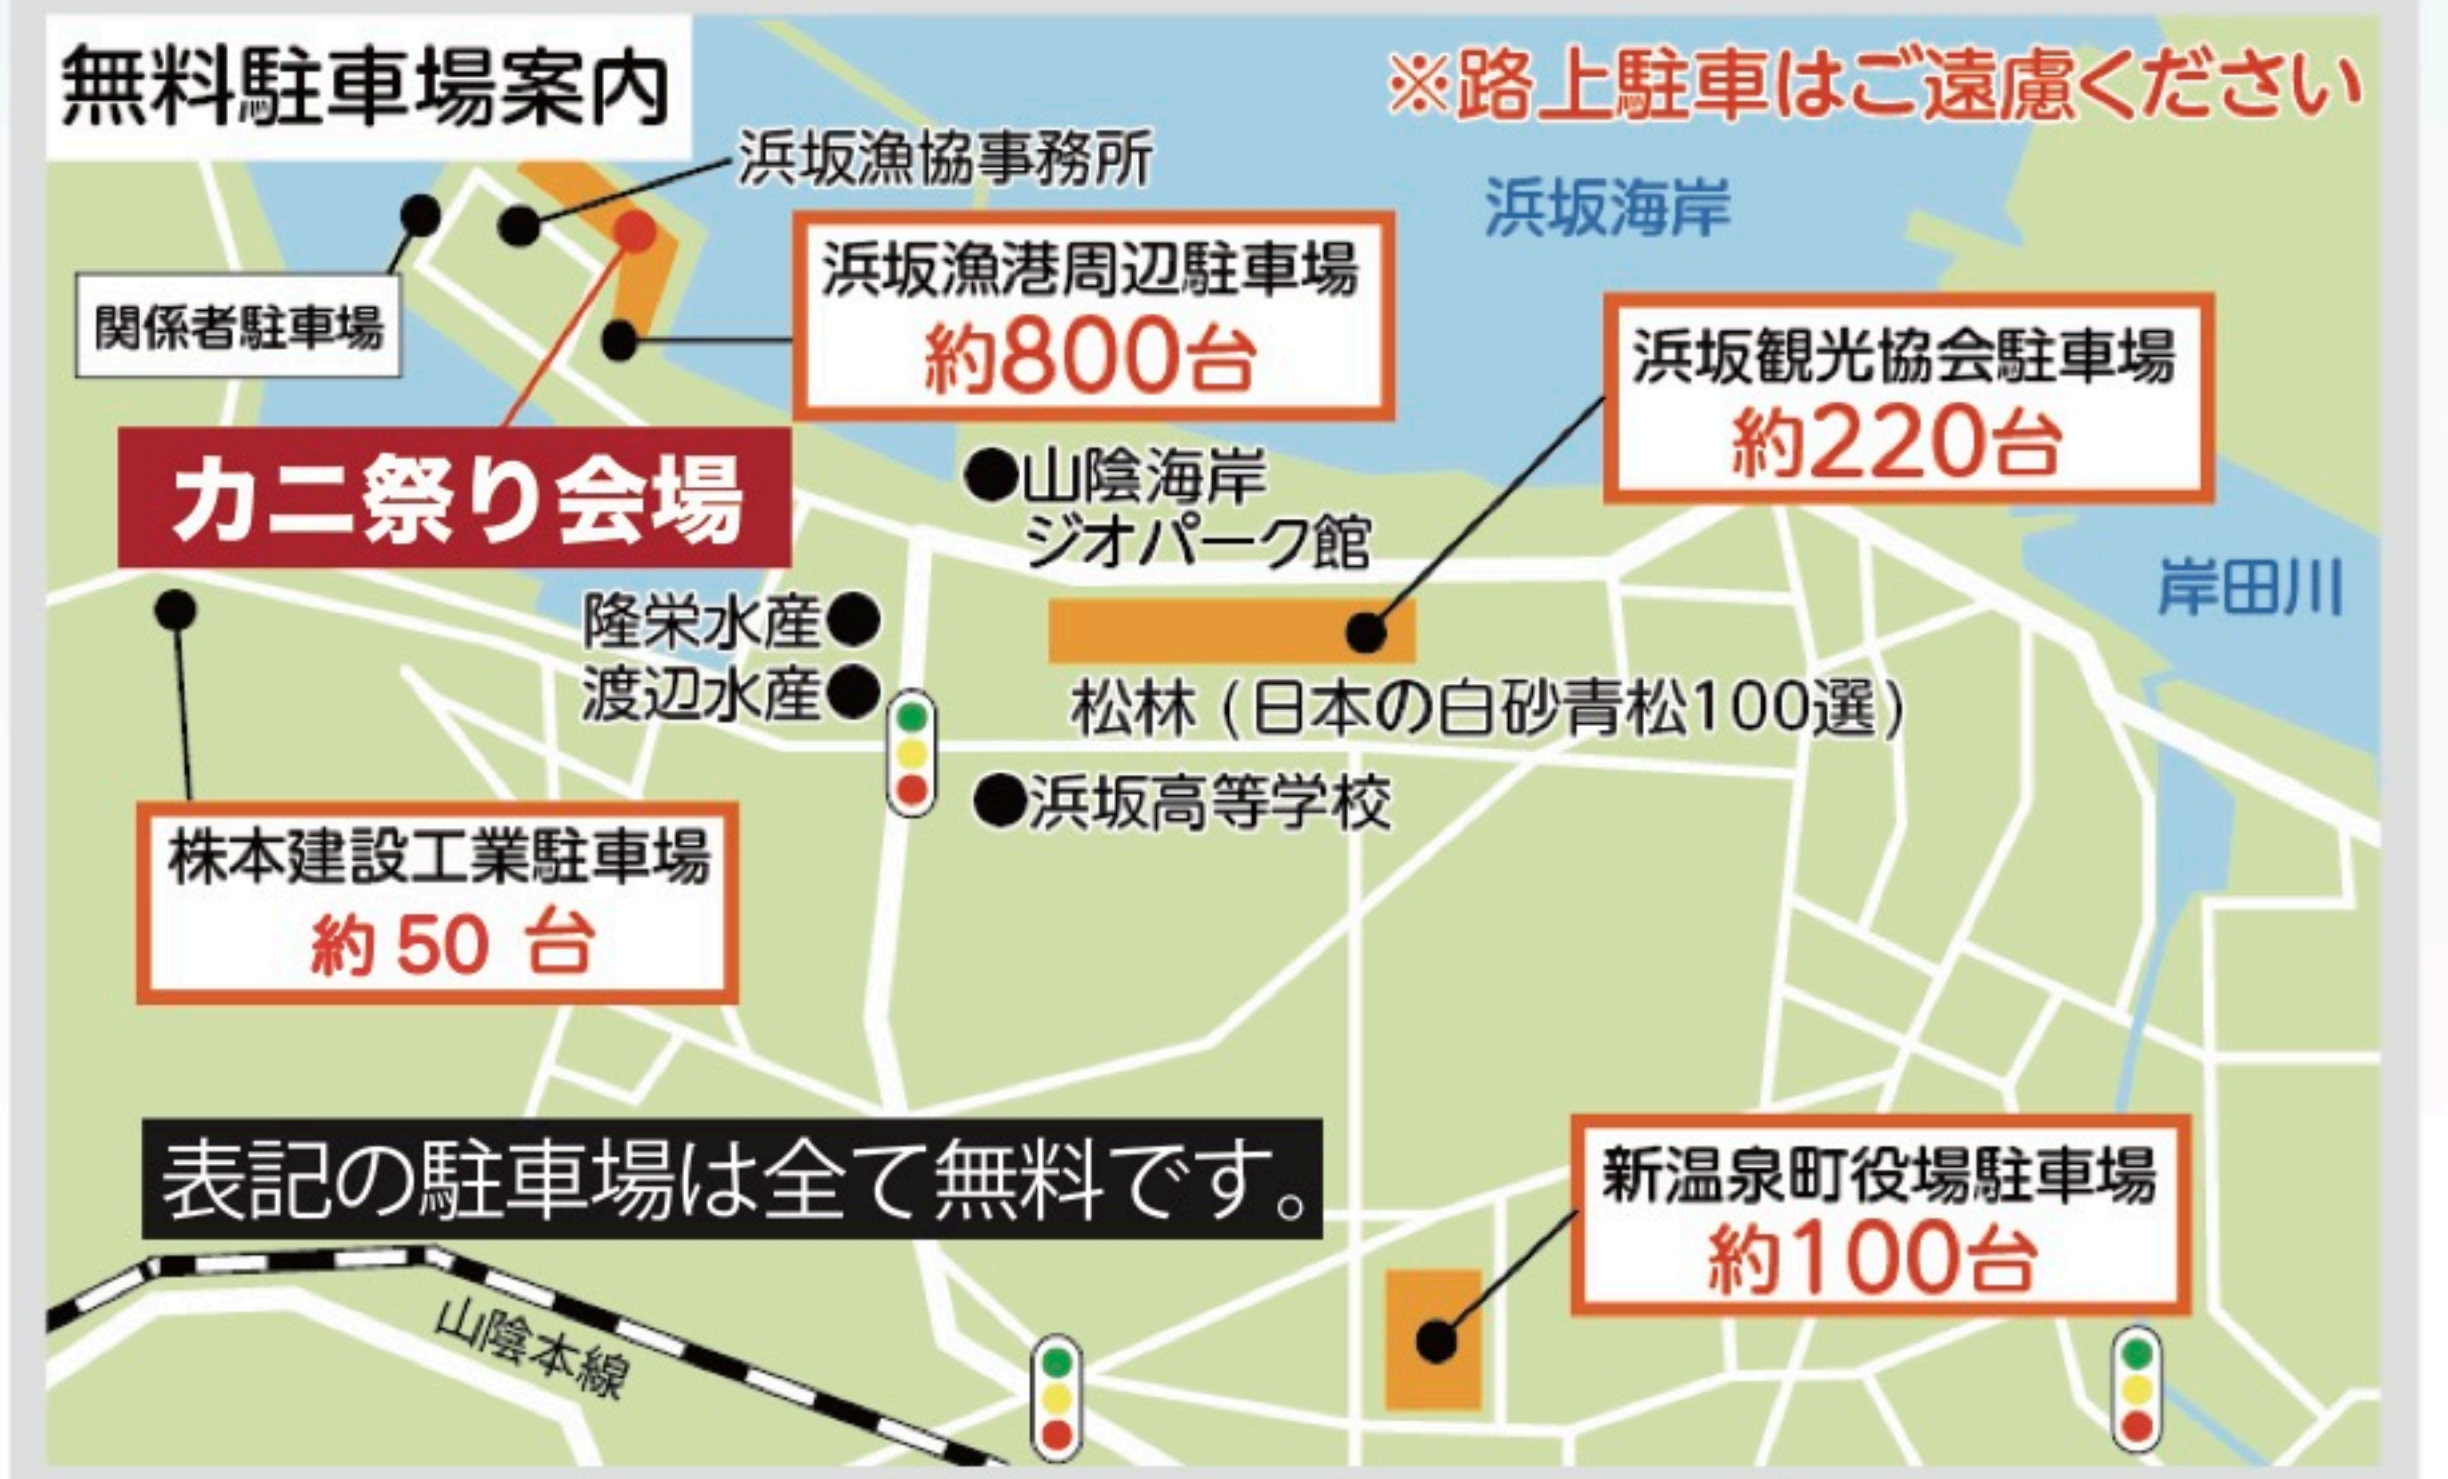 無料駐車場案内
※路上駐車はご遠慮ください
浜坂漁協事務所
浜坂海岸
関係者駐車場
浜坂漁港周辺駐車場
約800台
浜坂観光協会駐車場
約220台
カニ祭り会場
山陰海岸
ジオパーク館
岸田川
隆栄水産
渡辺水産
松林(日本の白砂青松100選)
浜坂高等学校
株本建設工業駐車場
約50台
表記の駐車場は全て無料です。
新温泉町役場駐車場
約100台
山陰本線